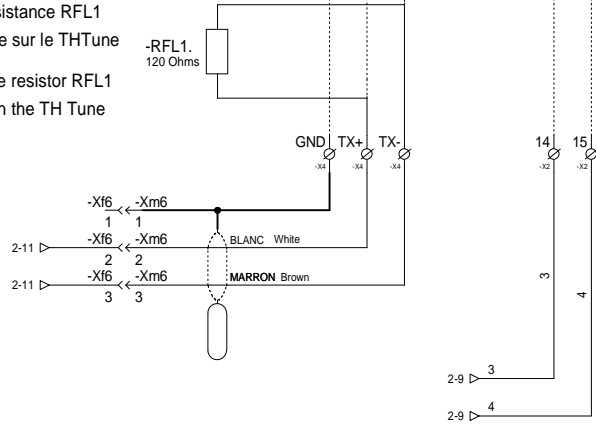 sistance RFL1
e sur le THTune
e resistor RFL1
n the TH Tune
-RFL1.
120 Ohms
GND TX+ TX-
-X4 -X4 -X4
14 15
-X2 -X2
-Xf6 -Xm6
1 1
2-11 -Xf6 -Xm6 BLANC White
2 2
2-11 -Xf6 -Xm6 MARRON Brown
3 3
3
4
2-9 3
2-9 4